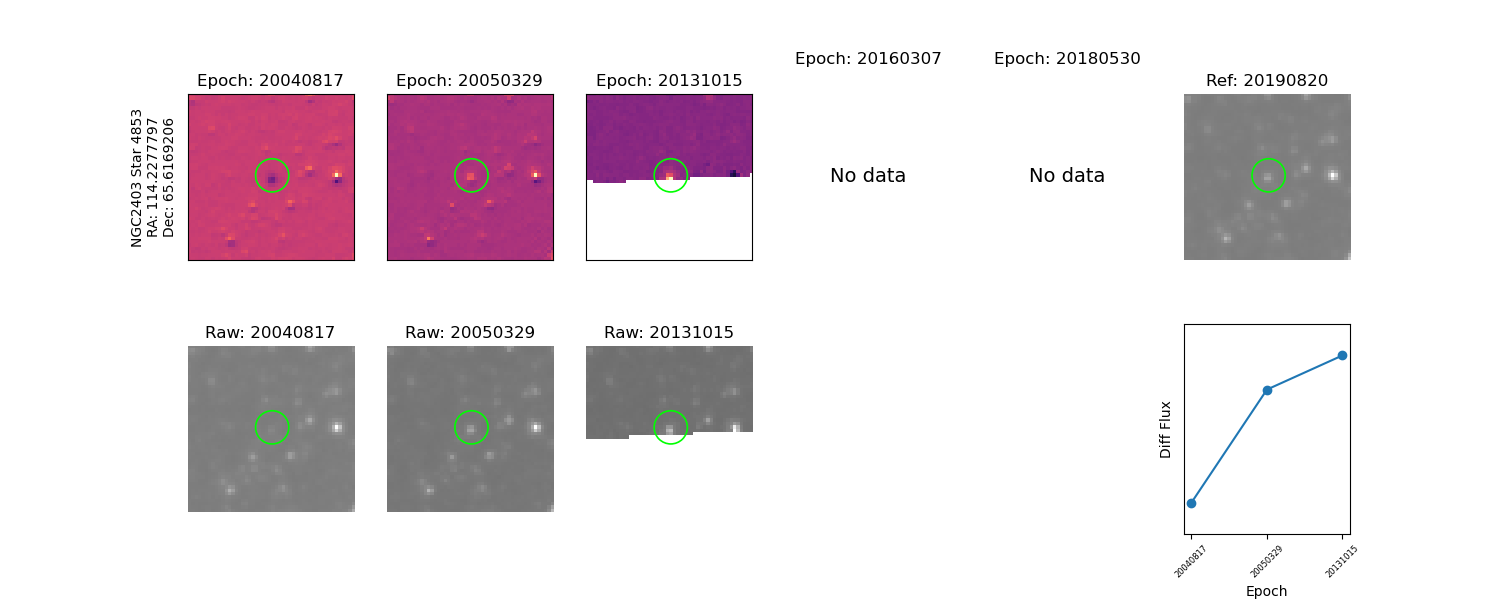 Epoch: 20040817
Epoch: 20050329
Epoch: 20131015
Epoch: 20160307
Epoch: 20180530
Ref: 20190820
NGC2403 Star 4853
RA: 114.2277797
Dec: 65.6169206
No data
No data
Raw: 20040817
Raw: 20050329
Raw: 20131015
Diff Flux
20040817
20050329
20131015
Epoch